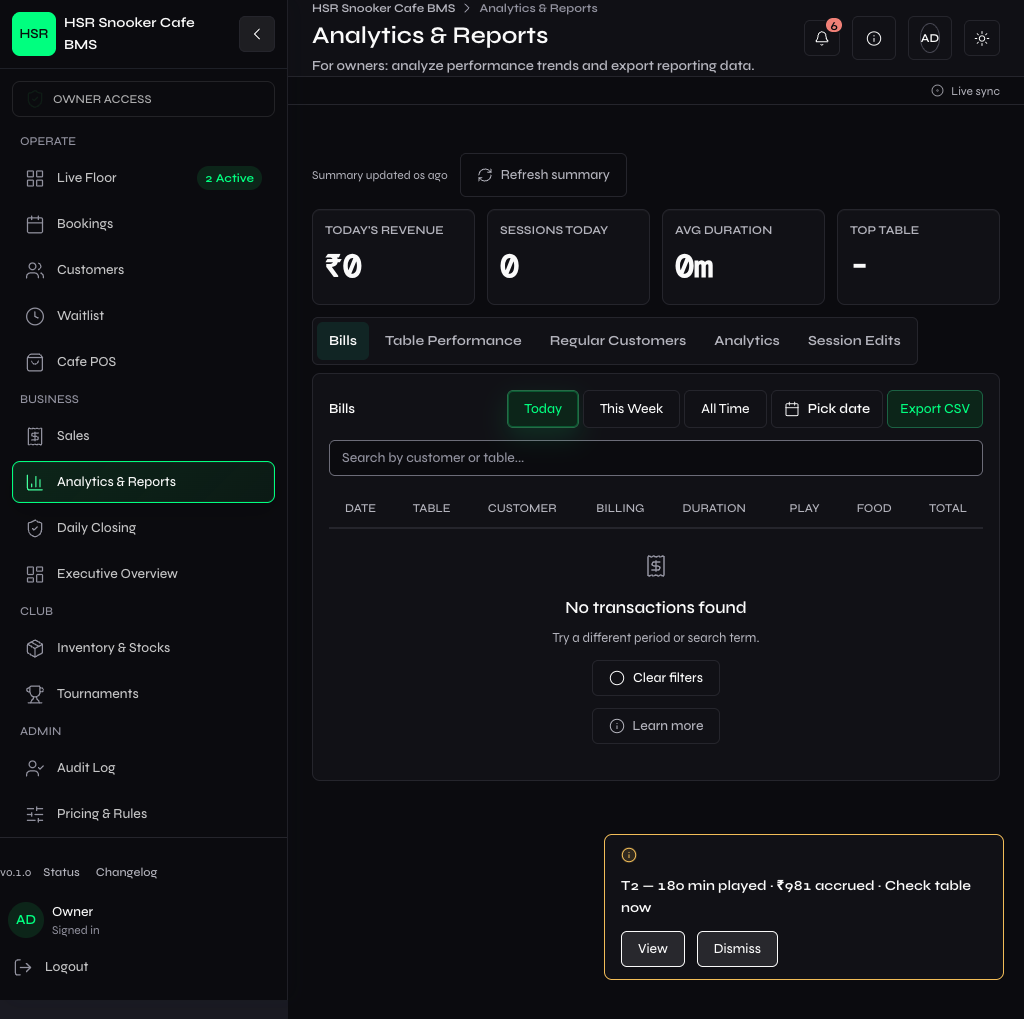 HSR
HSR Snooker Cafe
BMS
OWNER ACCESS
OPERATE
Live Floor
2 Active
Bookings
Customers
Waitlist
Cafe POS
BUSINESS
Sales
Analytics & Reports
Daily Closing
Executive Overview
CLUB
Inventory & Stocks
Tournaments
ADMIN
Audit Log
Pricing & Rules
v0.1.0 Status Changelog
AD
Owner
Signed in
Logout
HSR Snooker Cafe BMS > Analytics & Reports
Analytics & Reports
For owners: analyze performance trends and export reporting data.
6
AD
Live sync
Summary updated 0s ago
Refresh summary
TODAY'S REVENUE
₹0
SESSIONS TODAY
0
AVG DURATION
0m
TOP TABLE
-
Bills Table Performance Regular Customers Analytics Session Edits
Bills
Today This Week All Time Pick date Export CSV
Search by customer or table...
DATE TABLE CUSTOMER BILLING DURATION PLAY FOOD TOTAL
No transactions found
Try a different period or search term.
Clear filters
Learn more
T2 — 180 min played · ₹981 accrued · Check table
now
View Dismiss